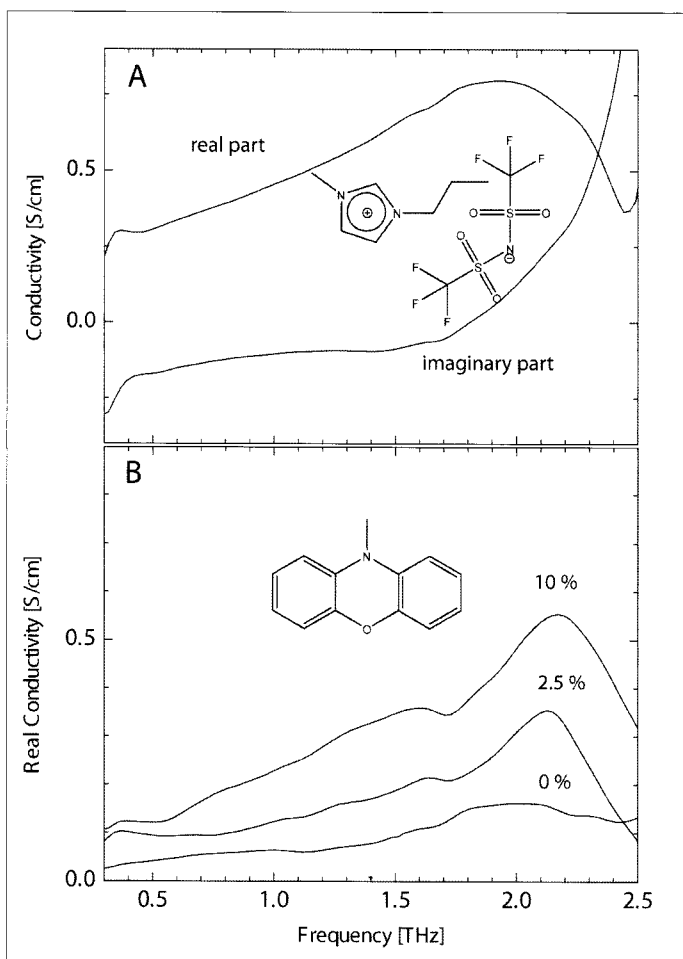 A
real part
imaginary part
Conductivity [S/cm]
0.5
0.0
N
N
⊕
F
F
F
O
S
O
N
⊖
O
S
O
F
F
F
B
10 %
2.5 %
0 %
N
O
Real Conductivity [S/cm]
0.5
0.0
0.5
1.0
1.5
2.0
2.5
Frequency [THz]